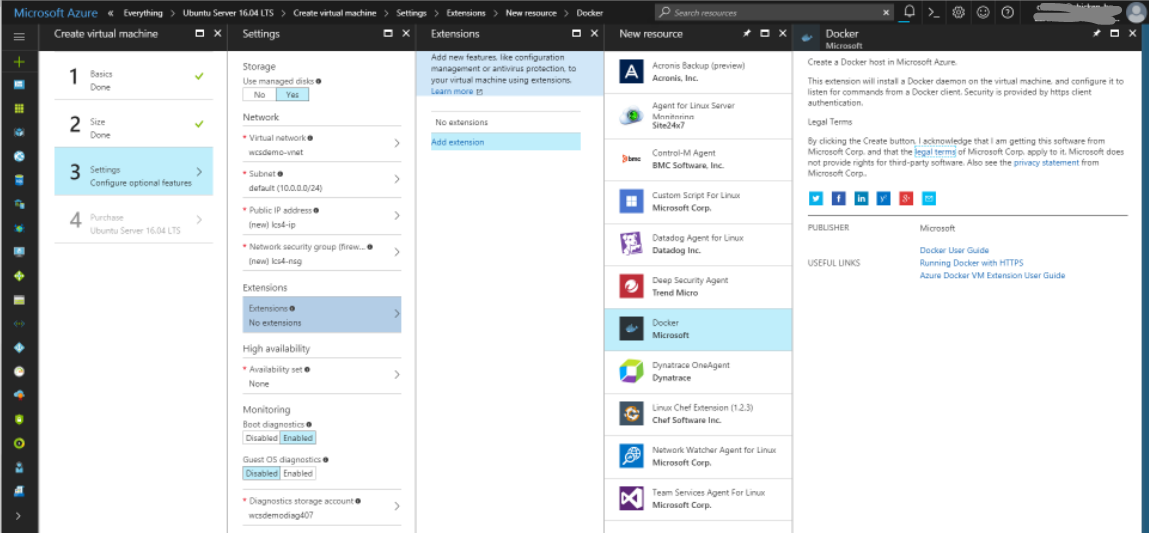 Microsoft Azure « Everything > Ubuntu Server 16.04 LTS > Create virtual machine > Settings > Extensions > New resource > Docker
Search resources
Create virtual machine
1 Basics
Done
2 Size
Done
3 Settings
Configure optional features
4 Purchase
Ubuntu Server 16.04 LTS
Settings
Storage
Use managed disks
No Yes
Network
* Virtual network
wcsdemo-vnet
* Subnet
default (10.0.0.0/24)
* Public IP address
(new) lcs4-ip
* Network security group (firew...
(new) lcs4-nsg
Extensions
Extensions
No extensions
High availability
* Availability set
None
Monitoring
Boot diagnostics
Disabled Enabled
Guest OS diagnostics
Disabled Enabled
* Diagnostics storage account
wcsdemodiag407
Extensions
Add new features, like configuration
management or antivirus protection, to
your virtual machine using extensions.
Learn more
No extensions
Add extension
New resource
Acronis Backup (preview)
Acronis, Inc.
Agent for Linux Server
Monitoring
Site24x7
bmc
Control-M Agent
BMC Software, Inc.
Custom Script For Linux
Microsoft Corp.
Datadog Agent for Linux
Datadog Inc.
Deep Security Agent
Trend Micro
Docker
Microsoft
Dynatrace OneAgent
Dynatrace
Linux Chef Extension (1.2.3)
Chef Software Inc.
Network Watcher Agent for Linux
Microsoft Corp.
Team Services Agent For Linux
Microsoft Corp.
Docker
Microsoft
Create a Docker host in Microsoft Azure.
This extension will install a Docker daemon on the virtual machine, and configure it to
listen for commands from a Docker client. Security is provided by https client
authentication.
Legal Terms
By clicking the Create button, I acknowledge that I am getting this software from
Microsoft Corp. and that the legal terms of Microsoft Corp. apply to it. Microsoft does
not provide rights for third-party software. Also see the privacy statement from
Microsoft Corp..
PUBLISHER Microsoft
USEFUL LINKS
Docker User Guide
Running Docker with HTTPS
Azure Docker VM Extension User Guide